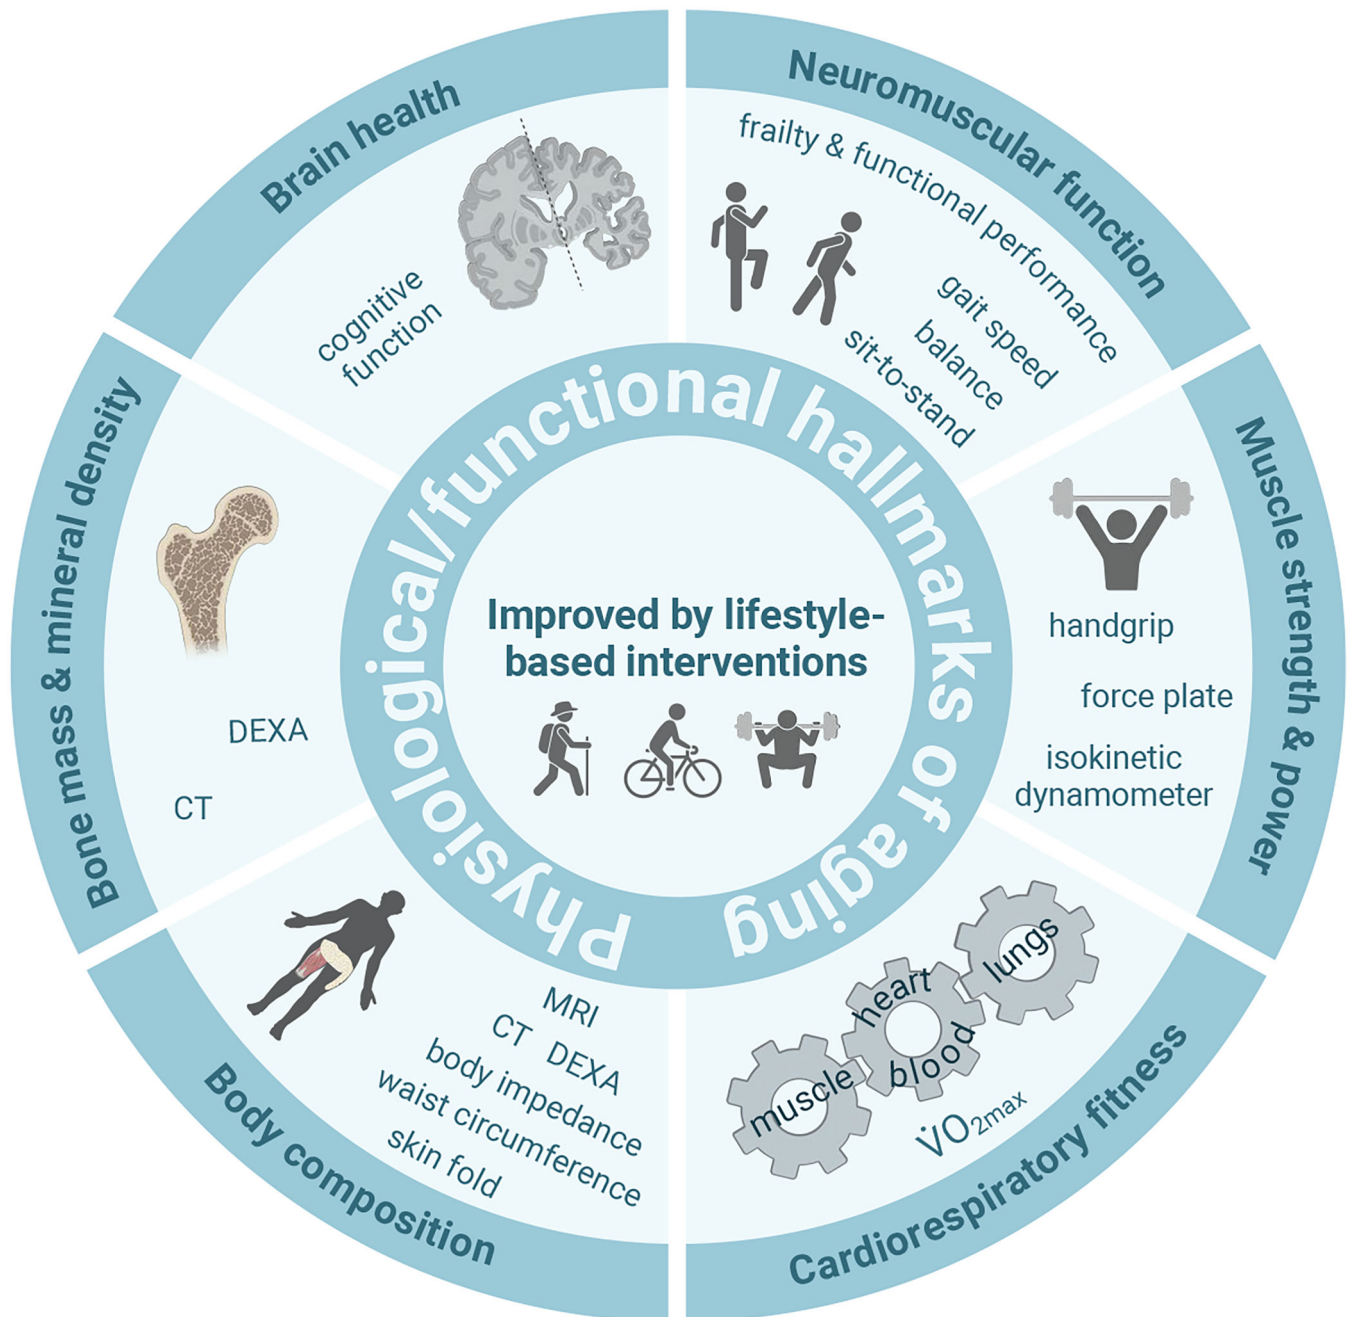 Brain health
cognitive
function
Neuromuscular function
frailty & functional performance
gait speed
balance
sit-to-stand
Muscle strength & power
handgrip
force plate
isokinetic
dynamometer
Cardiorespiratory fitness
lungs
heart
blood
muscle
V̇O2max
Body composition
MRI
CT DEXA
body impedance
waist circumference
skin fold
Bone mass & mineral density
DEXA
CT
Physiological/functional hallmarks of aging
Improved by lifestyle-
based interventions